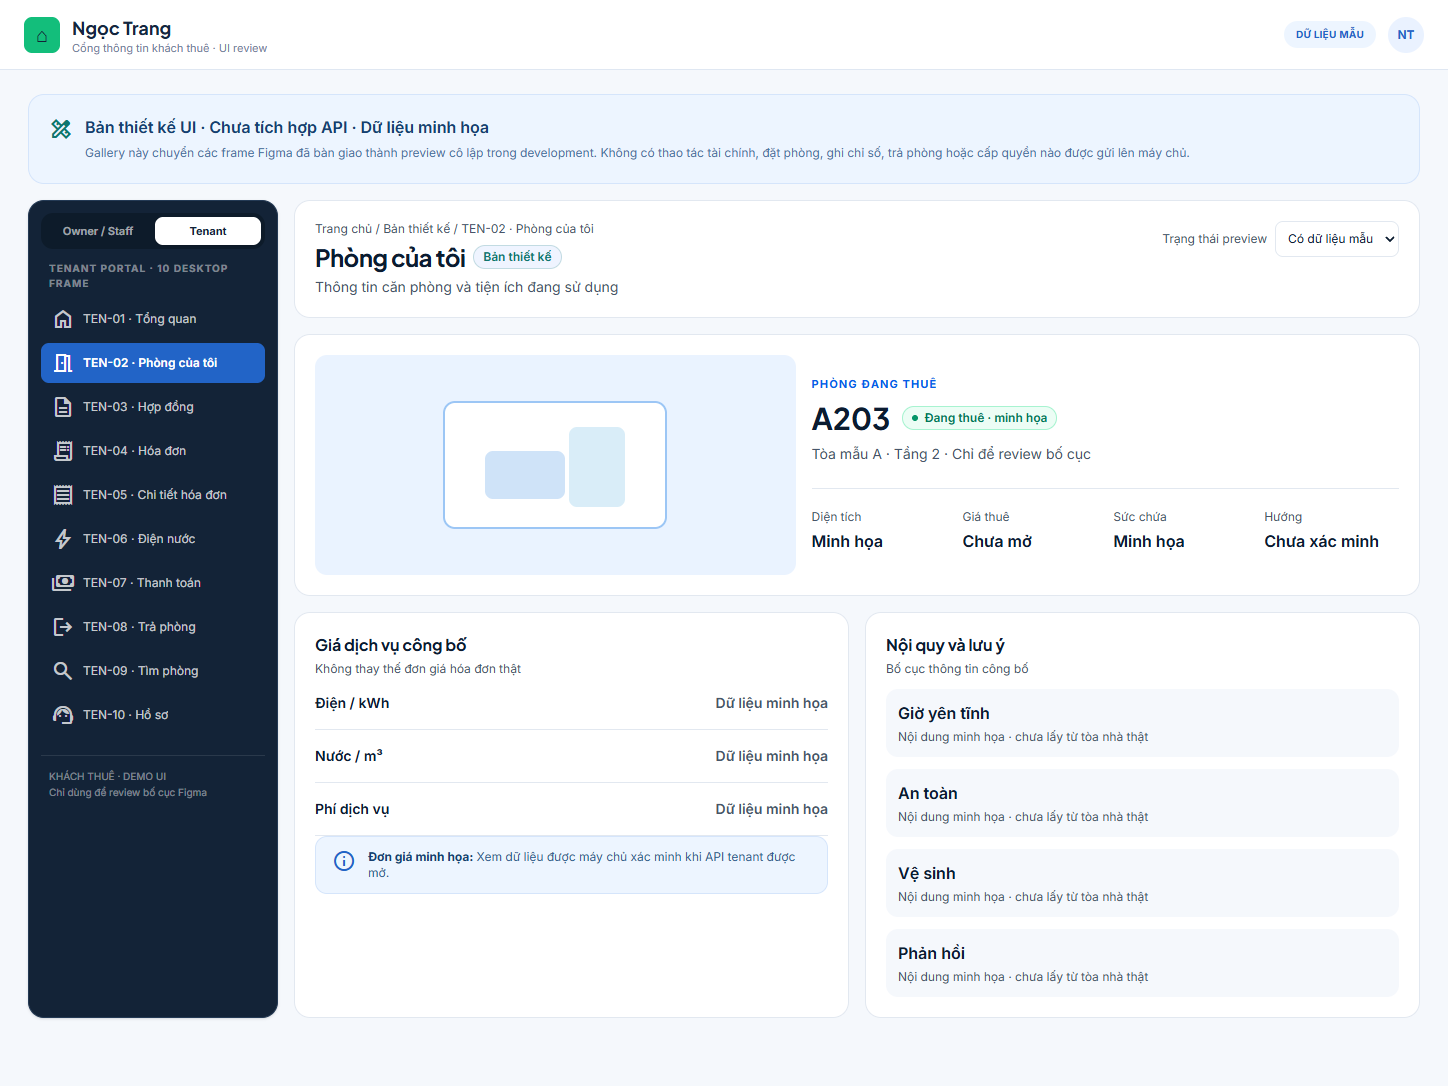 Ngọc Trang
Cổng thông tin khách thuê · UI review
DỮ LIỆU MẪU
NT
Bản thiết kế UI · Chưa tích hợp API · Dữ liệu minh họa
Gallery này chuyển các frame Figma đã bàn giao thành preview cô lập trong development. Không có thao tác tài chính, đặt phòng, ghi chỉ số, trả phòng hoặc cấp quyền nào được gửi lên máy chủ.
Owner / Staff
Tenant
TENANT PORTAL · 10 DESKTOP
FRAME
TEN-01 · Tổng quan
TEN-02 · Phòng của tôi
TEN-03 · Hợp đồng
TEN-04 · Hóa đơn
TEN-05 · Chi tiết hóa đơn
TEN-06 · Điện nước
TEN-07 · Thanh toán
TEN-08 · Trả phòng
TEN-09 · Tìm phòng
TEN-10 · Hồ sơ
KHÁCH THUÊ · DEMO UI
Chỉ dùng để review bố cục Figma
Trang chủ / Bản thiết kế / TEN-02 · Phòng của tôi
Phòng của tôi
Bản thiết kế
Thông tin căn phòng và tiện ích đang sử dụng
Trạng thái preview
Có dữ liệu mẫu
PHÒNG ĐANG THUÊ
A203
Đang thuê · minh họa
Tòa mẫu A · Tầng 2 · Chỉ để review bố cục
Diện tích
Minh họa
Giá thuê
Chưa mở
Sức chứa
Minh họa
Hướng
Chưa xác minh
Giá dịch vụ công bố
Không thay thế đơn giá hóa đơn thật
Điện / kWh
Dữ liệu minh họa
Nước / m³
Dữ liệu minh họa
Phí dịch vụ
Dữ liệu minh họa
Đơn giá minh họa: Xem dữ liệu được máy chủ xác minh khi API tenant được
mở.
Nội quy và lưu ý
Bố cục thông tin công bố
Giờ yên tĩnh
Nội dung minh họa · chưa lấy từ tòa nhà thật
An toàn
Nội dung minh họa · chưa lấy từ tòa nhà thật
Vệ sinh
Nội dung minh họa · chưa lấy từ tòa nhà thật
Phản hồi
Nội dung minh họa · chưa lấy từ tòa nhà thật